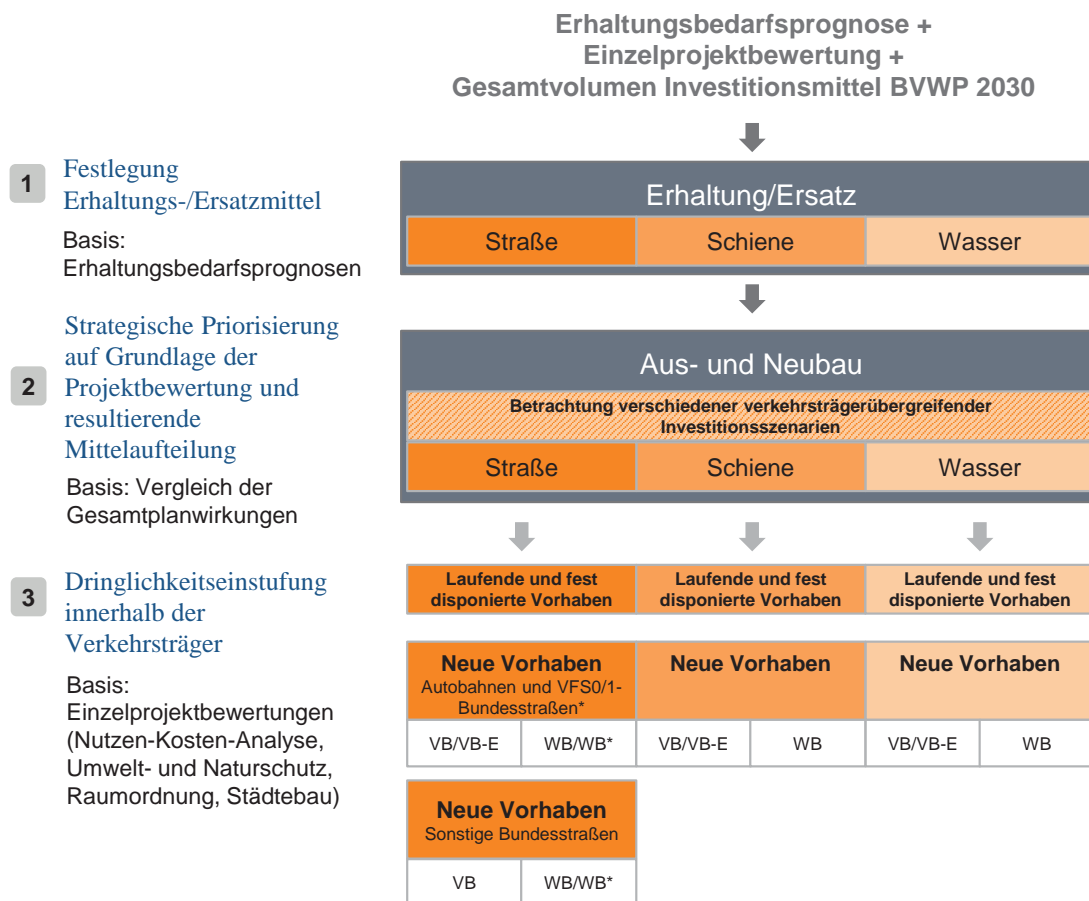 Erhaltungsbedarfsprognose +
Einzelprojektbewertung +
Gesamtvolumen Investitionsmittel BVWP 2030
1
Festlegung
Erhaltungs-/Ersatzmittel
Basis:
Erhaltungsbedarfsprognosen
Erhaltung/Ersatz
Straße
Schiene
Wasser
2
Strategische Priorisierung
auf Grundlage der
Projektbewertung und
resultierende
Mittelaufteilung
Basis: Vergleich der
Gesamtplanwirkungen
Aus- und Neubau
Betrachtung verschiedener verkehrsträgerübergreifender
Investitionsszenarien
Straße
Schiene
Wasser
3
Dringlichkeitseinstufung
innerhalb der
Verkehrsträger
Basis:
Einzelprojektbewertungen
(Nutzen-Kosten-Analyse,
Umwelt- und Naturschutz,
Raumordnung, Städtebau)
Laufende und fest
disponierte Vorhaben
Laufende und fest
disponierte Vorhaben
Laufende und fest
disponierte Vorhaben
Neue Vorhaben
Autobahnen und VFS0/1-
Bundesstraßen*
VB/VB-E
WB/WB*
Neue Vorhaben
VB/VB-E
WB
Neue Vorhaben
VB/VB-E
WB
Neue Vorhaben
Sonstige Bundesstraßen
VB
WB/WB*